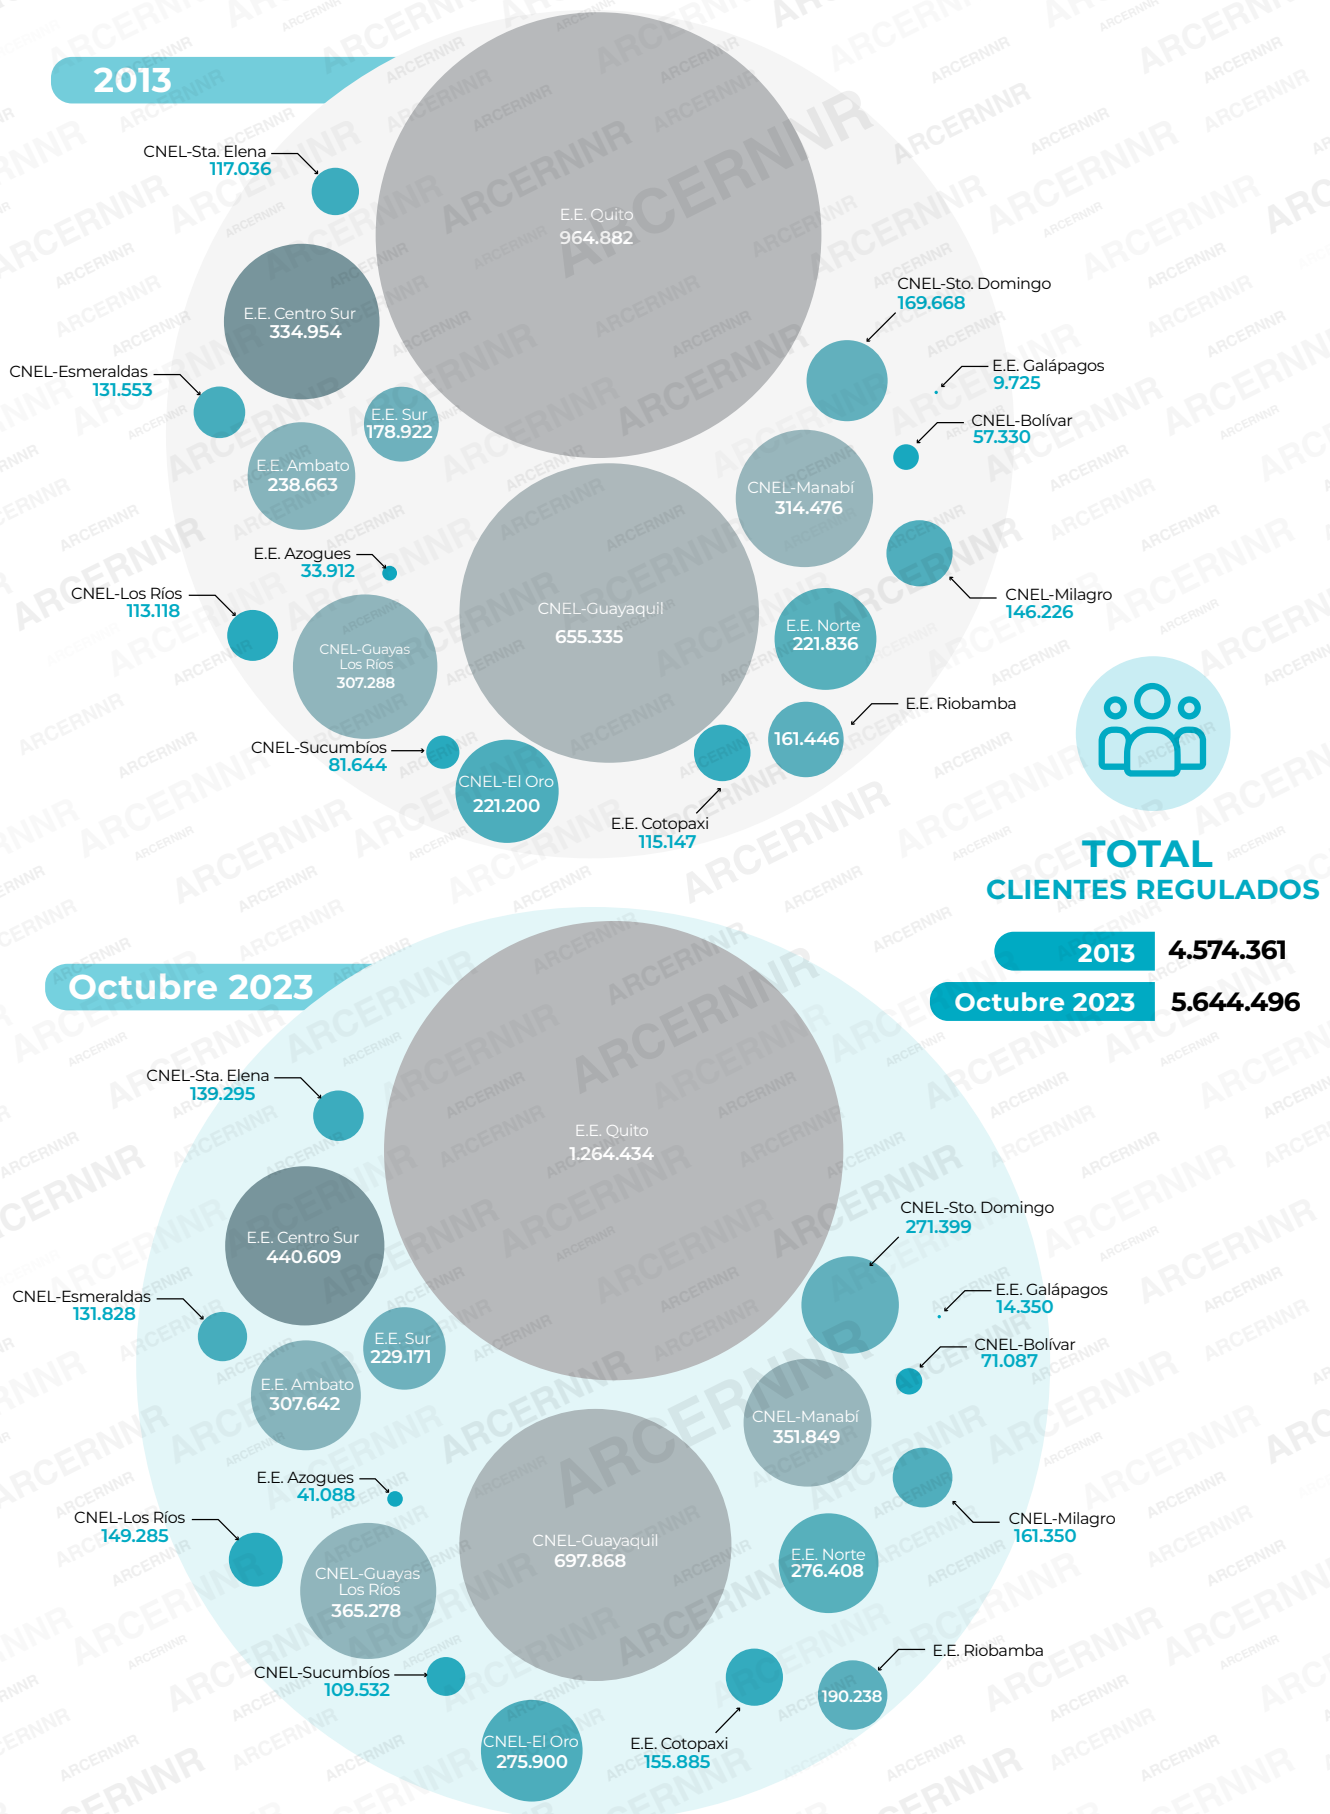 2013
CNEL-Sta. Elena
117.036
E.E. Quito
964.882
CNEL-Sto. Domingo
169.668
E.E. Centro Sur
334.954
E.E. Galápagos
9.725
CNEL-Esmeraldas
131.553
E.E. Sur
178.922
CNEL-Bolívar
57.330
E.E. Ambato
238.663
CNEL-Manabí
314.476
E.E. Azogues
33.912
CNEL-Los Ríos
113.118
CNEL-Guayaquil
655.335
CNEL-Milagro
146.226
E.E. Norte
221.836
CNEL-Guayas
Los Ríos
307.288
E.E. Riobamba
161.446
CNEL-Sucumbíos
81.644
CNEL-El Oro
221.200
E.E. Cotopaxi
115.147
TOTAL
CLIENTES REGULADOS
2013 4.574.361
Octubre 2023 5.644.496
Octubre 2023
CNEL-Sta. Elena
139.295
E.E. Quito
1.264.434
CNEL-Sto. Domingo
271.399
E.E. Centro Sur
440.609
E.E. Galápagos
14.350
CNEL-Esmeraldas
131.828
E.E. Sur
229.171
CNEL-Bolívar
71.087
E.E. Ambato
307.642
CNEL-Manabí
351.849
E.E. Azogues
41.088
CNEL-Los Ríos
149.285
CNEL-Guayaquil
697.868
CNEL-Milagro
161.350
E.E. Norte
276.408
CNEL-Guayas
Los Ríos
365.278
E.E. Riobamba
190.238
CNEL-Sucumbíos
109.532
CNEL-El Oro
275.900
E.E. Cotopaxi
155.885
ARCERNNR